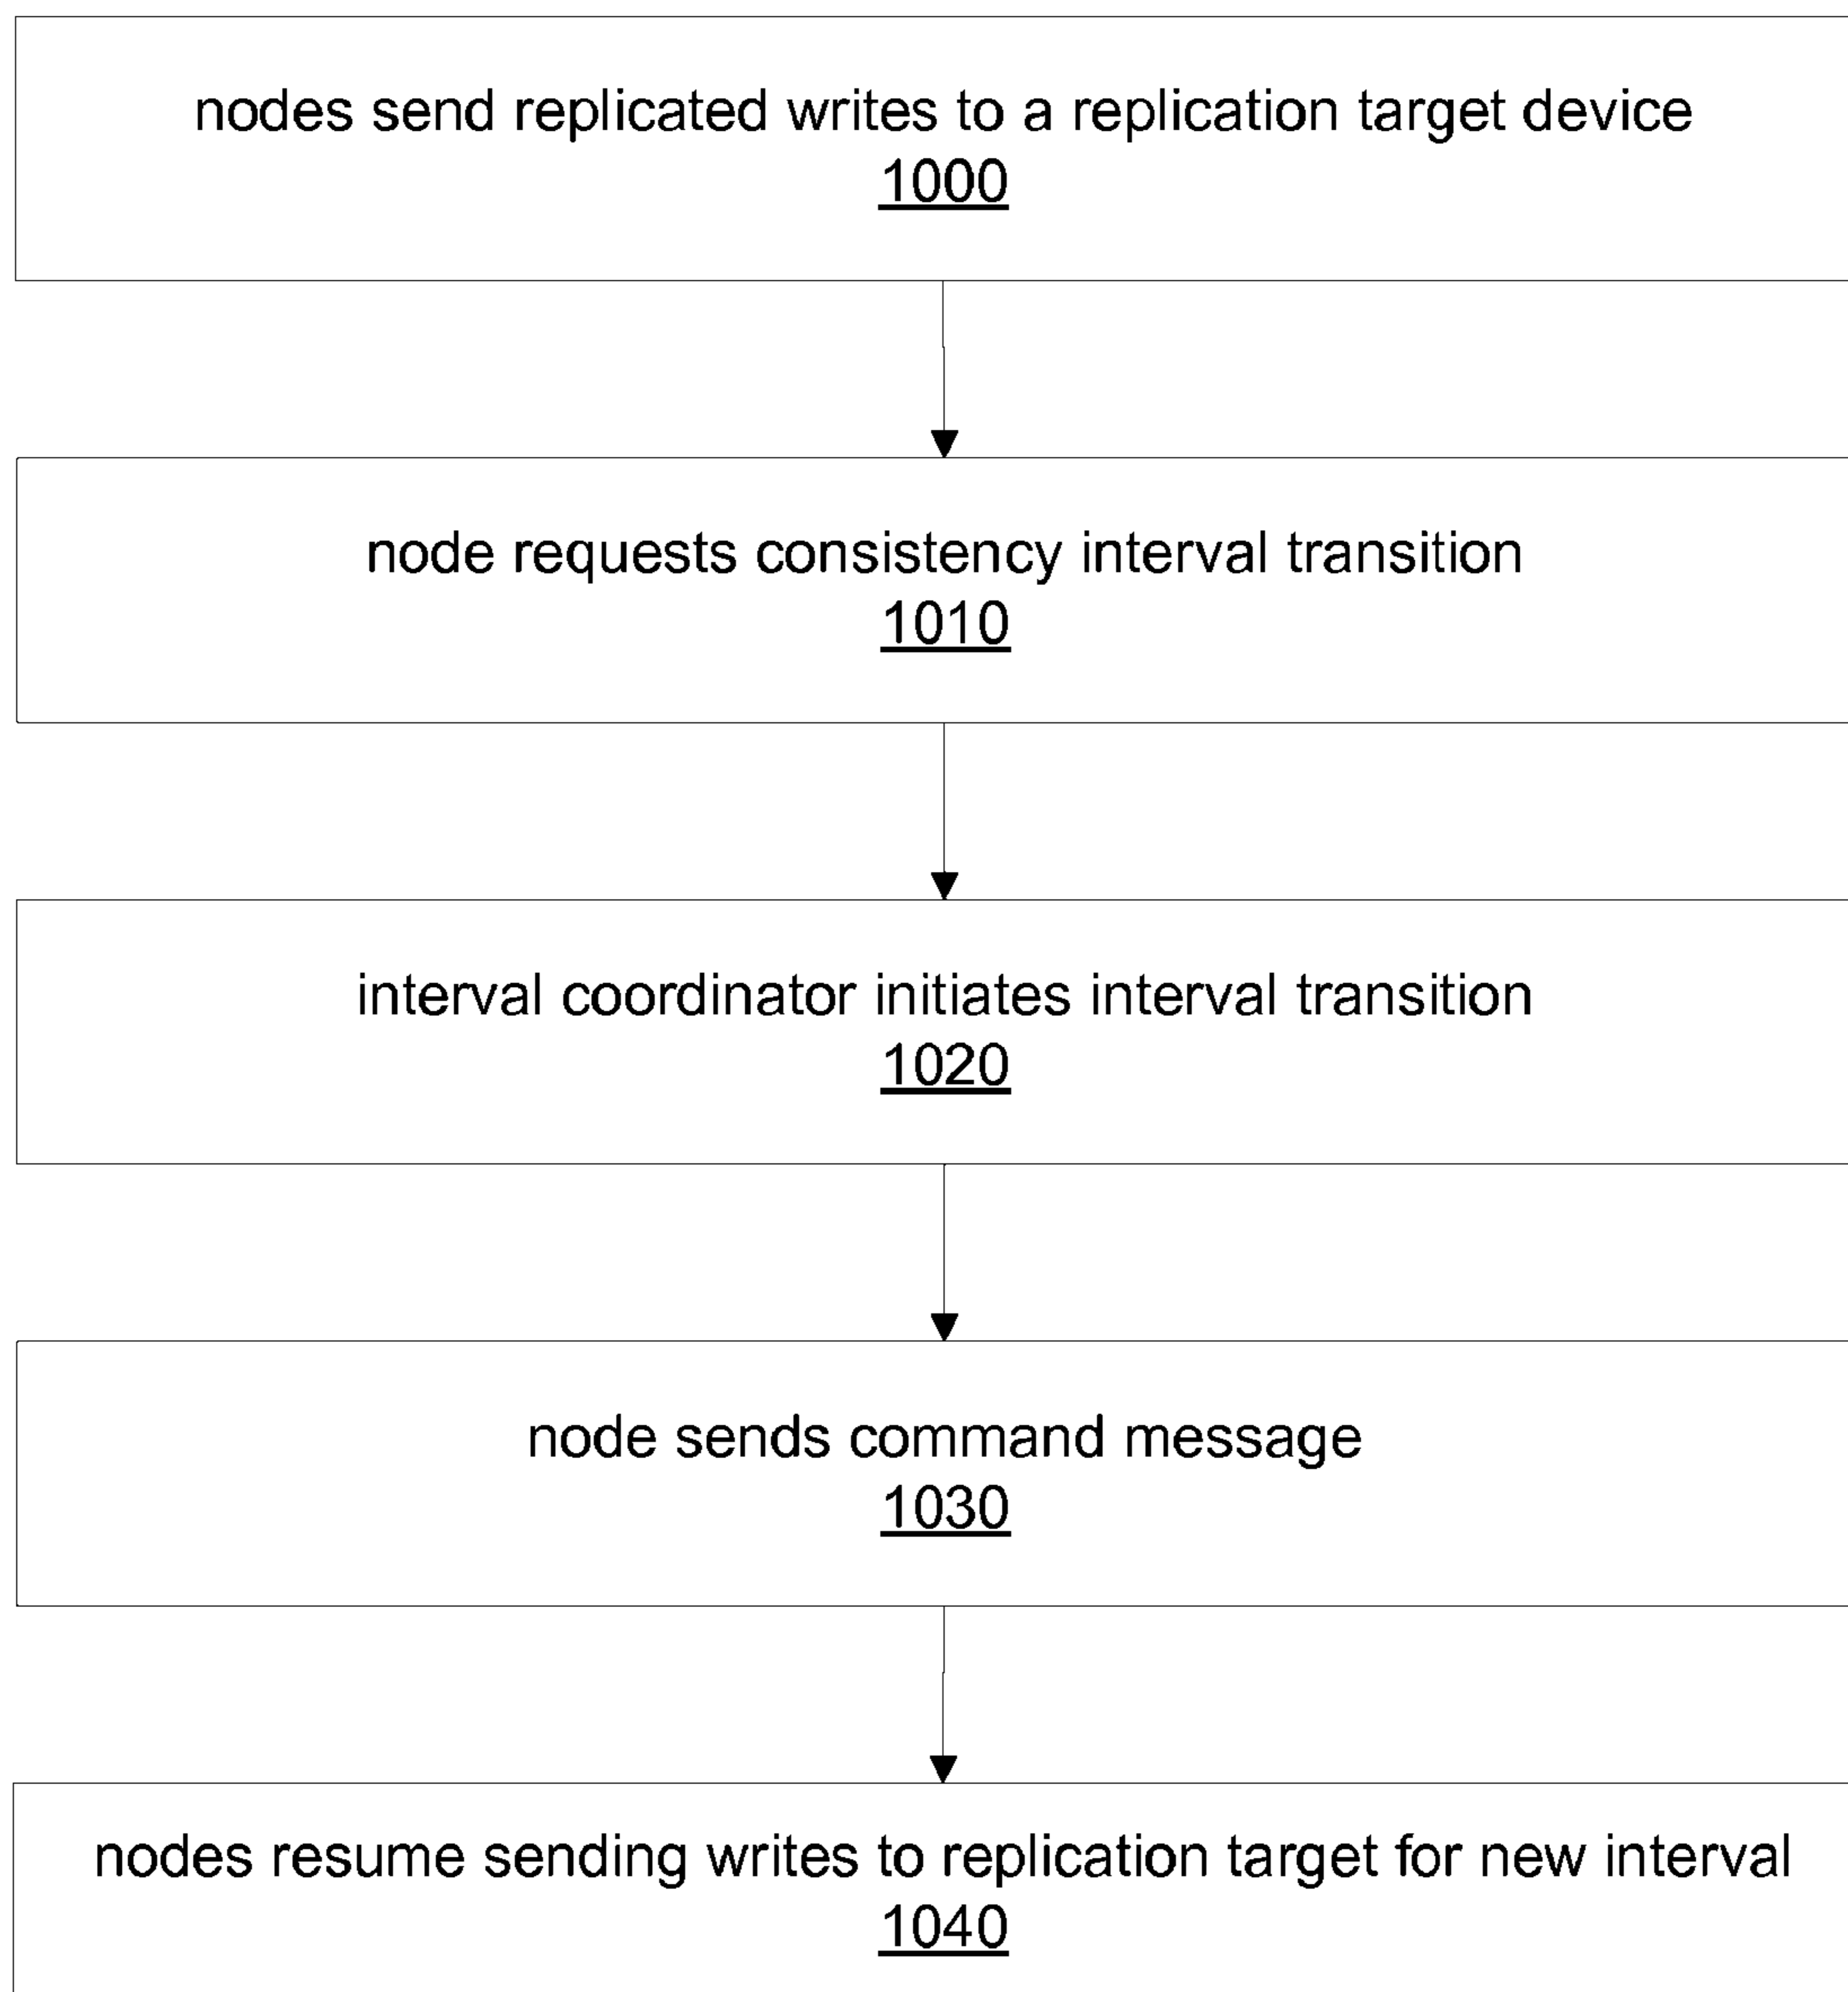 nodes send replicated writes to a replication target device
1000
node requests consistency interval transition
1010
interval coordinator initiates interval transition
1020
node sends command message
1030
nodes resume sending writes to replication target for new interval
1040